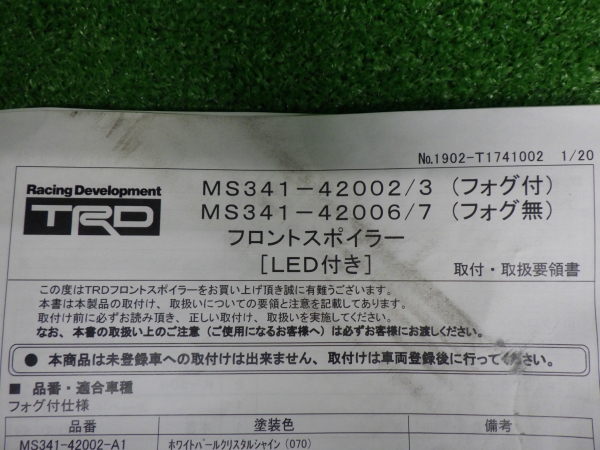 No.1902-T1741002 1/20
Racing Development
TRD
MS341-42002/3 (フォグ付)
MS341-42006/7 (フォグ無)
フロントスポイラー
[LED付き]
取付・取扱要領書
この度はTRDフロントスポイラーをお買い上げ頂き誠に有難うございます。
本書は本製品の取付け、取扱いについての要領と注意を記載してあります。
取付け前に必ずお読み頂き、正しい取付け、取扱いを実施してください。
なお、本書の取扱い上のご注意(ご使用になるお客様へ)は必ずお客様にお渡しください。
● 本商品は未登録車への取付けは出来ません、取付けは車両登録後に行ってください。
■ 品番・適合車種
フォグ付仕様
品番 塗装色 備考
MS341-42002-A1 ホワイトパールクリスタルシャイン(070)